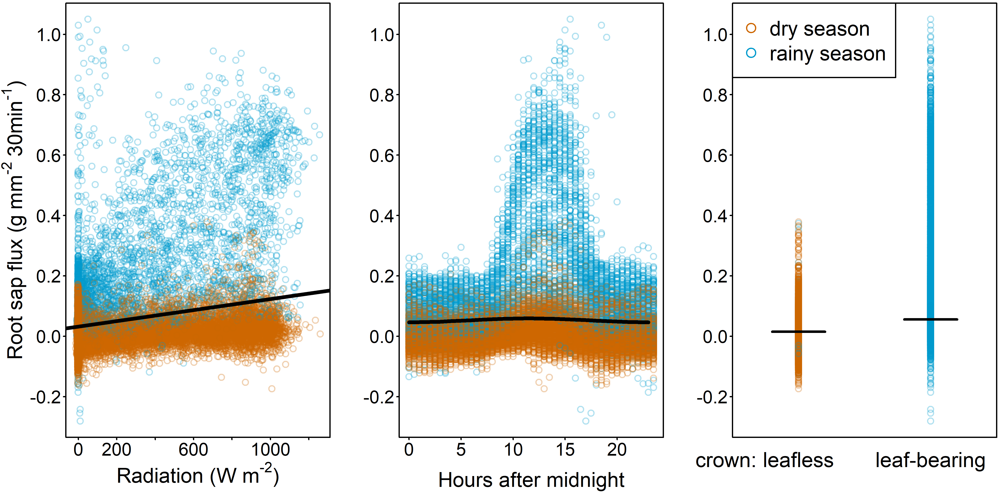 Root sap flux (g mm⁻² 30min⁻¹)
1.0
0.8
0.6
0.4
0.2
0.0
-0.2
0 200 600 1000
Radiation (W m⁻²)
1.0
0.8
0.6
0.4
0.2
0.0
-0.2
0 5 10 15 20
Hours after midnight
dry season
rainy season
1.0
0.8
0.6
0.4
0.2
0.0
-0.2
crown: leafless leaf-bearing